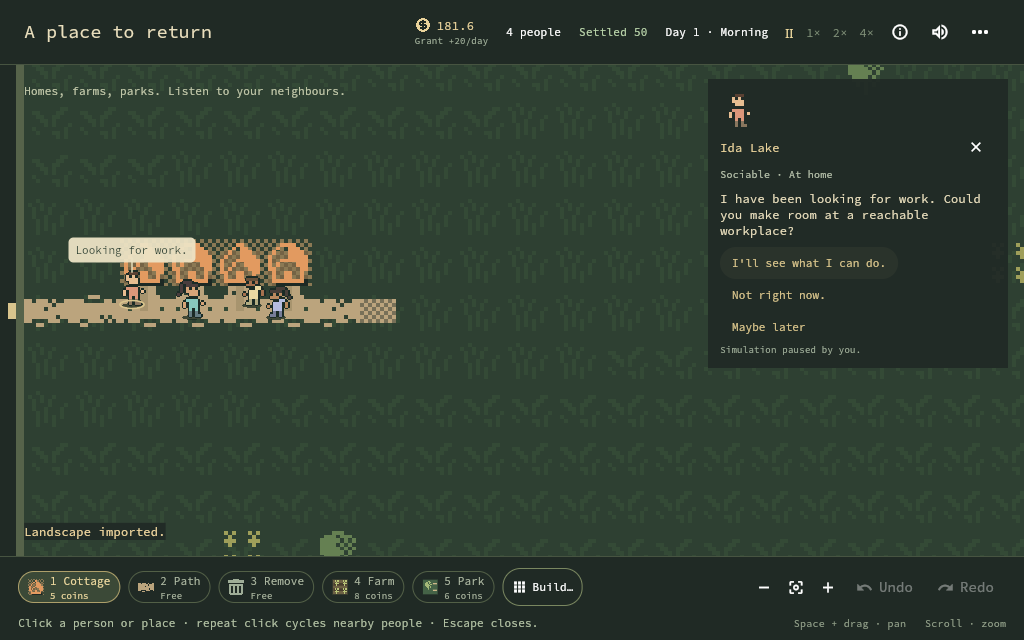 A place to return
181.6
Grant +20/day
4 people
Settled 50
Day 1 · Morning
1×
2×
4×
Homes, farms, parks. Listen to your neighbours.
Ida Lake
Sociable · At home
I have been looking for work. Could
you make room at a reachable
workplace?
I'll see what I can do.
Not right now.
Maybe later
Simulation paused by you.
Looking for work.
Landscape imported.
1 Cottage
5 coins
2 Path
Free
3 Remove
Free
4 Farm
8 coins
5 Park
6 coins
Build…
Undo
Redo
Click a person or place · repeat click cycles nearby people · Escape closes.
Space + drag · pan
Scroll · zoom